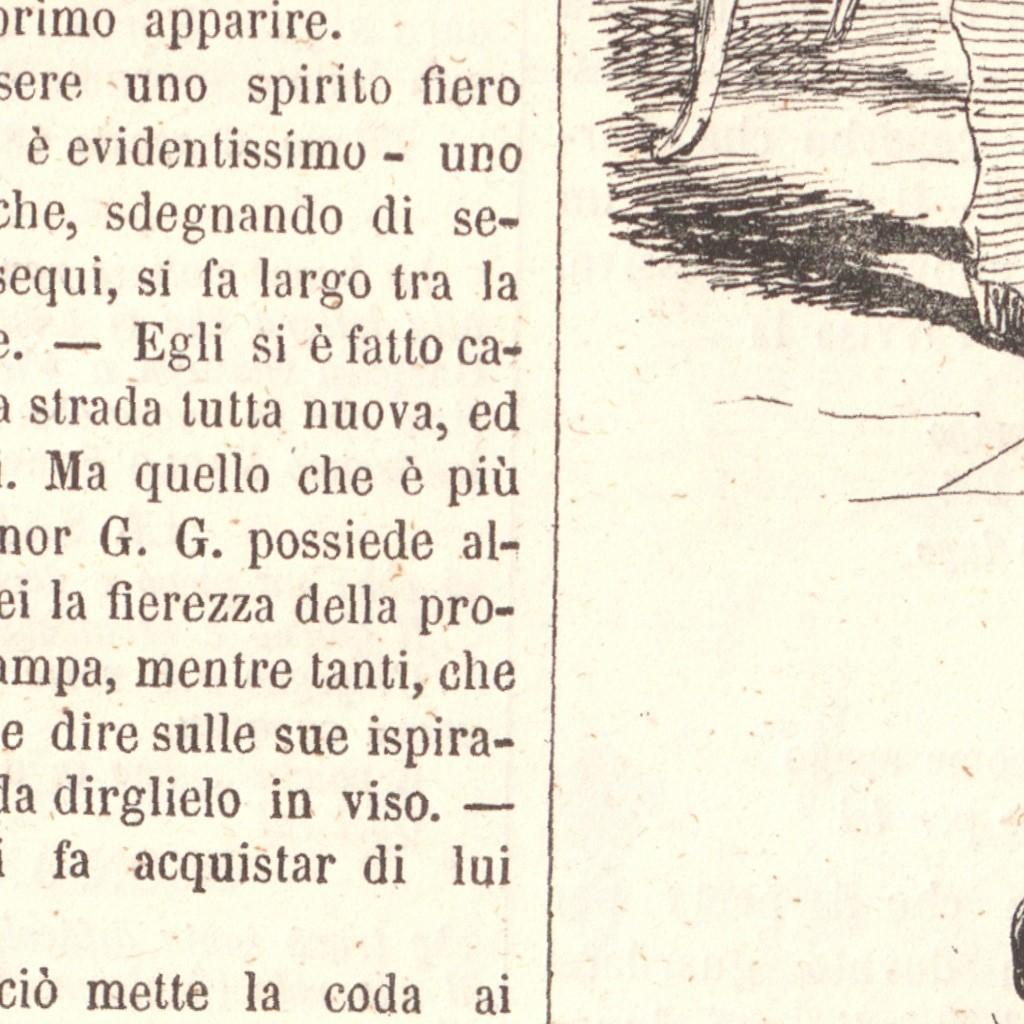 primo apparire.
sere uno spirito fiero
è evidentissimo - uno
che, sdegnando di se-
sequi, si fa largo tra la
e. — Egli si è fatto ca-
a strada tutta nuova, ed
i. Ma quello che è più
nor G. G. possiede al-
ei la fierezza della pro-
ampa, mentre tanti, che
e dire sulle sue ispira-
da dirglielo in viso. —
i fa acquistar di lui
ciò mette la coda ai